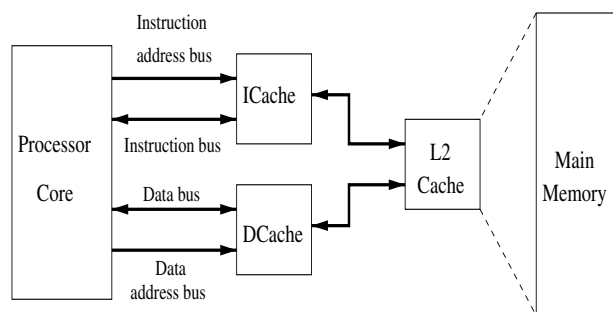 Instruction
address bus
ICache
Processor
Core
Instruction bus
L2
Cache
Main
Memory
Data bus
DCache
Data
address bus